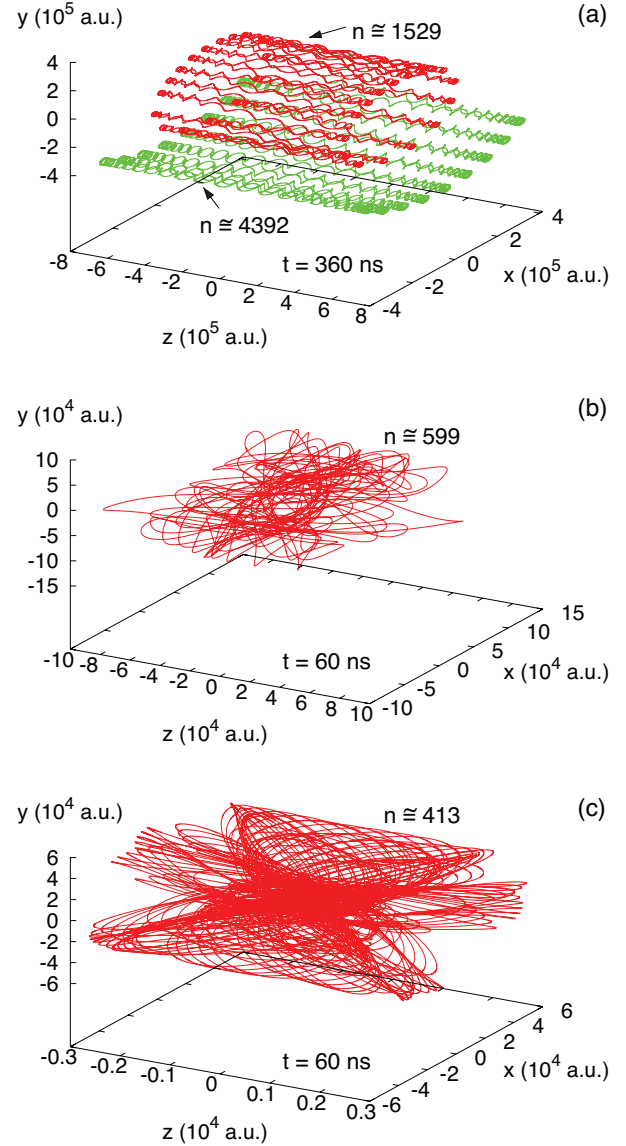 y (10^5 a.u.)
(a)
n ≅ 1529
4
2
0
-2
-4
n ≅ 4392
t = 360 ns
-8 -6 -4 -2 0 2 4 6 8
z (10^5 a.u.)
-4 -2 0 2 4
x (10^5 a.u.)
y (10^4 a.u.)
(b)
n ≅ 599
10
5
0
-5
-10
-15
t = 60 ns
-10 -8 -6 -4 -2 0 2 4 6 8 10
z (10^4 a.u.)
-10 -5 0 5 10 15
x (10^4 a.u.)
y (10^4 a.u.)
(c)
n ≅ 413
6
4
2
0
-2
-4
-6
t = 60 ns
-0.3 -0.2 -0.1 0 0.1 0.2 0.3
z (10^4 a.u.)
-6 -4 -2 0 2 4 6
x (10^4 a.u.)